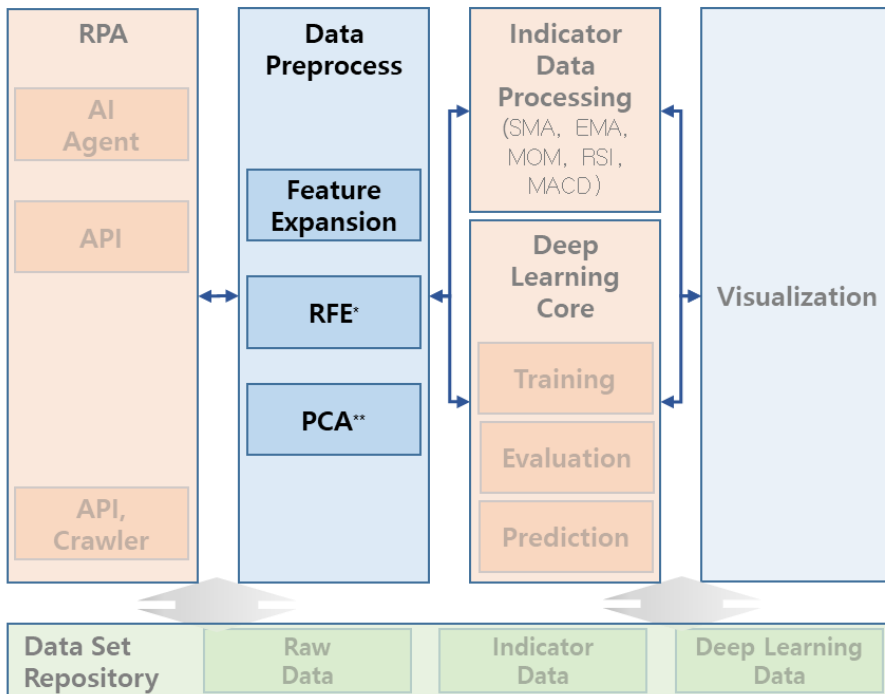 RPA
AI
Agent
API
API,
Crawler
Data
Preprocess
Feature
Expansion
RFE*
PCA**
Indicator
Data
Processing
(SMA, EMA,
MOM, RSI,
MACD)
Deep
Learning
Core
Training
Evaluation
Prediction
Visualization
Data Set
Repository
Raw
Data
Indicator
Data
Deep Learning
Data